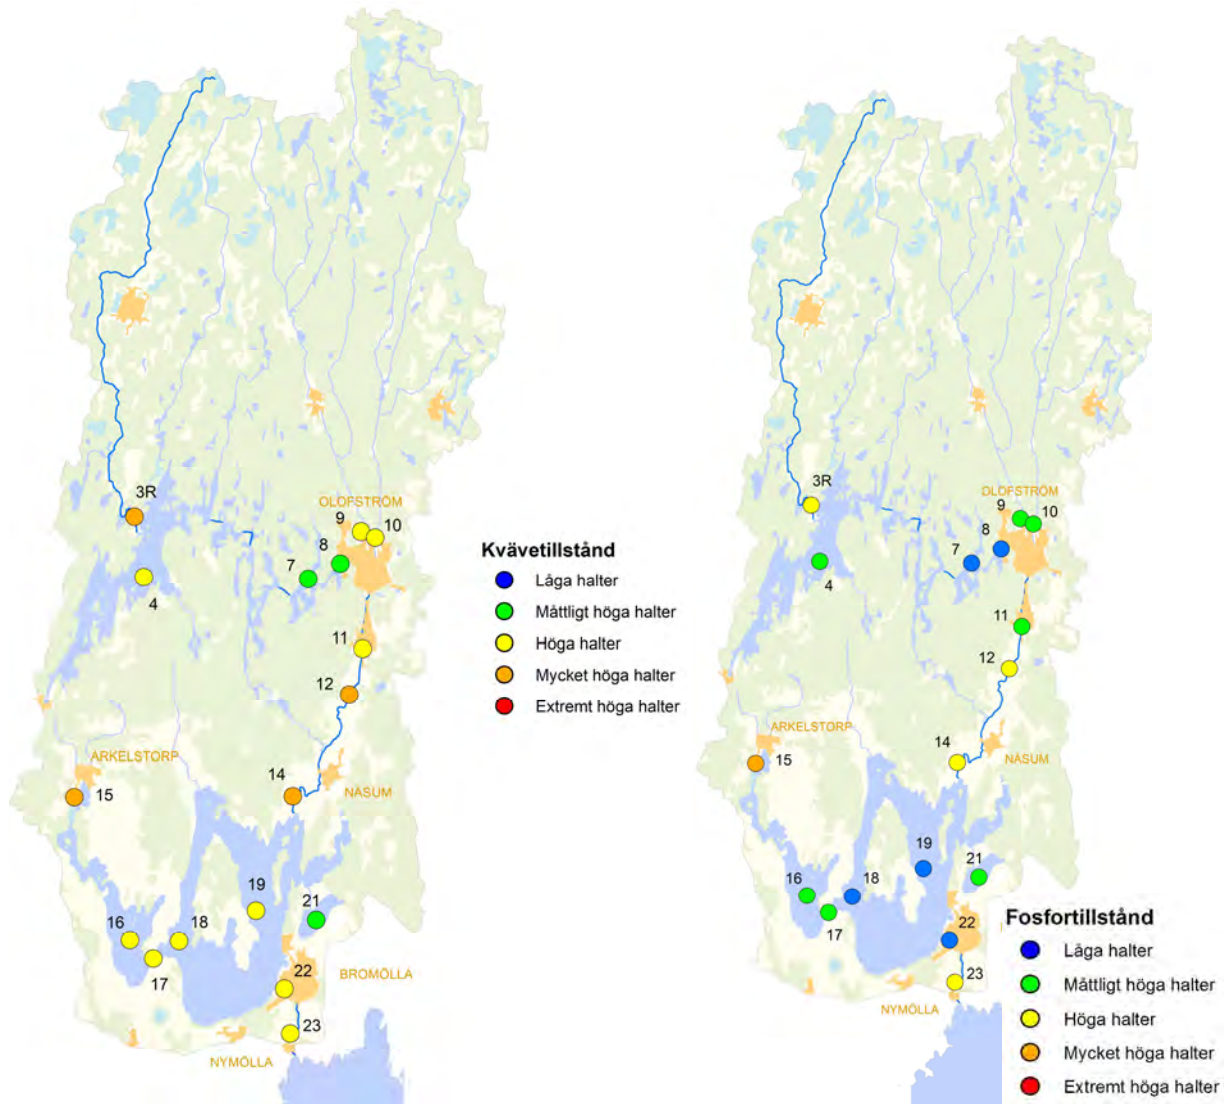 3R
4
OLOFSTRÖM
9
10
8
7
11
12
14
NÄSUM
ARKELSTORP
15
16
17
18
19
21
BROMÖLLA
22
23
NYMÖLLA
Kvävetillstånd
Låga halter
Måttligt höga halter
Höga halter
Mycket höga halter
Extremt höga halter
3R
4
OLOFSTRÖM
9
10
8
7
11
12
14
NÄSUM
ARKELSTORP
15
16
17
18
19
21
22
23
NYMÖLLA
Fosfortillstånd
Låga halter
Måttligt höga halter
Höga halter
Mycket höga halter
Extremt höga halter